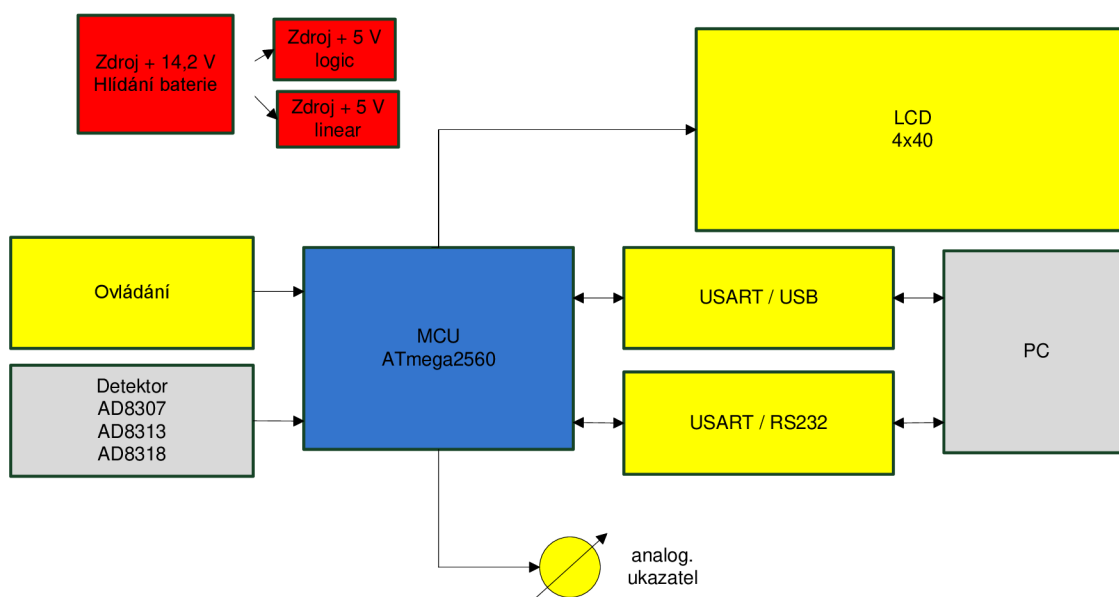 Zdroj + 14,2 V
Hlídání baterie
Zdroj + 5 V
logic
Zdroj + 5 V
linear
LCD
4x40
Ovládání
MCU
ATmega2560
USART / USB
PC
Detektor
AD8307
AD8313
AD8318
USART / RS232
analog.
ukazatel